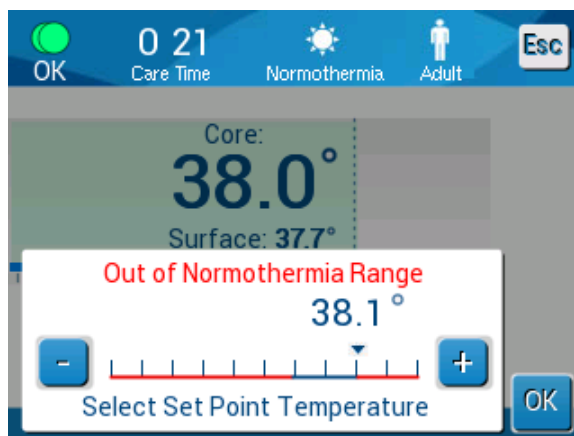 OK
0 21
Care Time
Normothermia
Adult
Esc
Core:
38.0°
Surface: 37.7°
Out of Normothermia Range
38.1°
- +
Select Set Point Temperature
OK